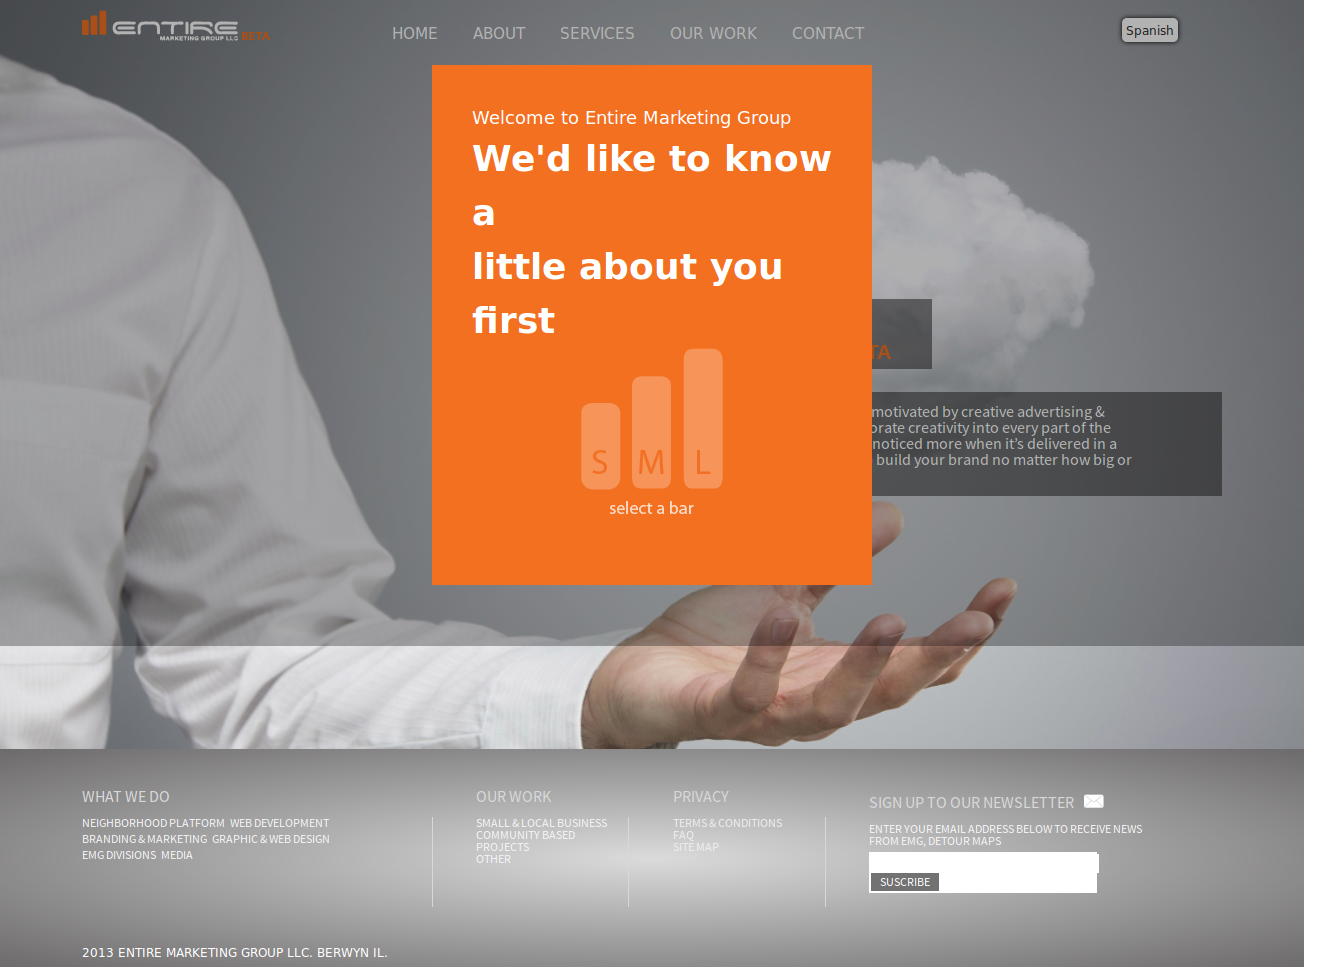 ENTIRE
MARKETING GROUP LLC BETA
HOME ABOUT SERVICES OUR WORK CONTACT
Spanish
Welcome to Entire Marketing Group
We'd like to know
a
little about you
first
S M L
select a bar
TA
motivated by creative advertising &
orate creativity into every part of the
noticed more when it’s delivered in a
build your brand no matter how big or
WHAT WE DO
NEIGHBORHOOD PLATFORM WEB DEVELOPMENT
BRANDING & MARKETING GRAPHIC & WEB DESIGN
EMG DIVISIONS MEDIA
OUR WORK
SMALL & LOCAL BUSINESS
COMMUNITY BASED
PROJECTS
OTHER
PRIVACY
TERMS & CONDITIONS
FAQ
SITE MAP
SIGN UP TO OUR NEWSLETTER
ENTER YOUR EMAIL ADDRESS BELOW TO RECEIVE NEWS
FROM EMG, DETOUR MAPS
SUSCRIBE
2013 ENTIRE MARKETING GROUP LLC. BERWYN IL.